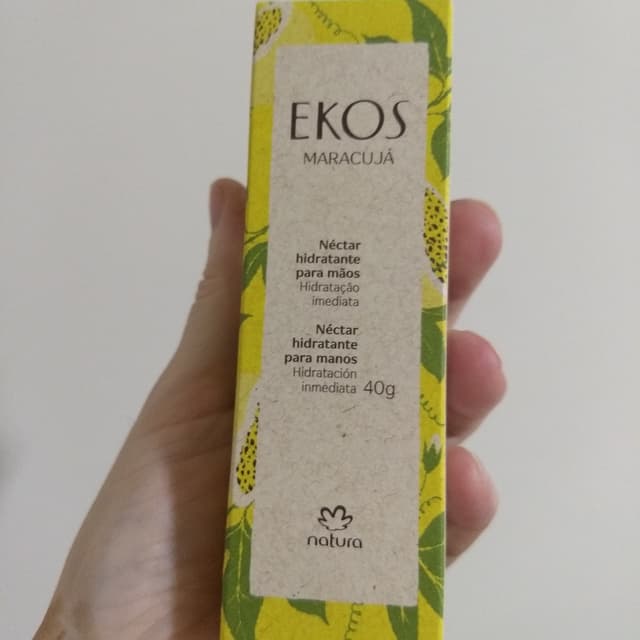 EKOS
MARACUJÁ
Néctar
hidratante
para mãos
Hidratação
imediata
Néctar
hidratante
para manos
Hidratación
inmediata 40g
natura